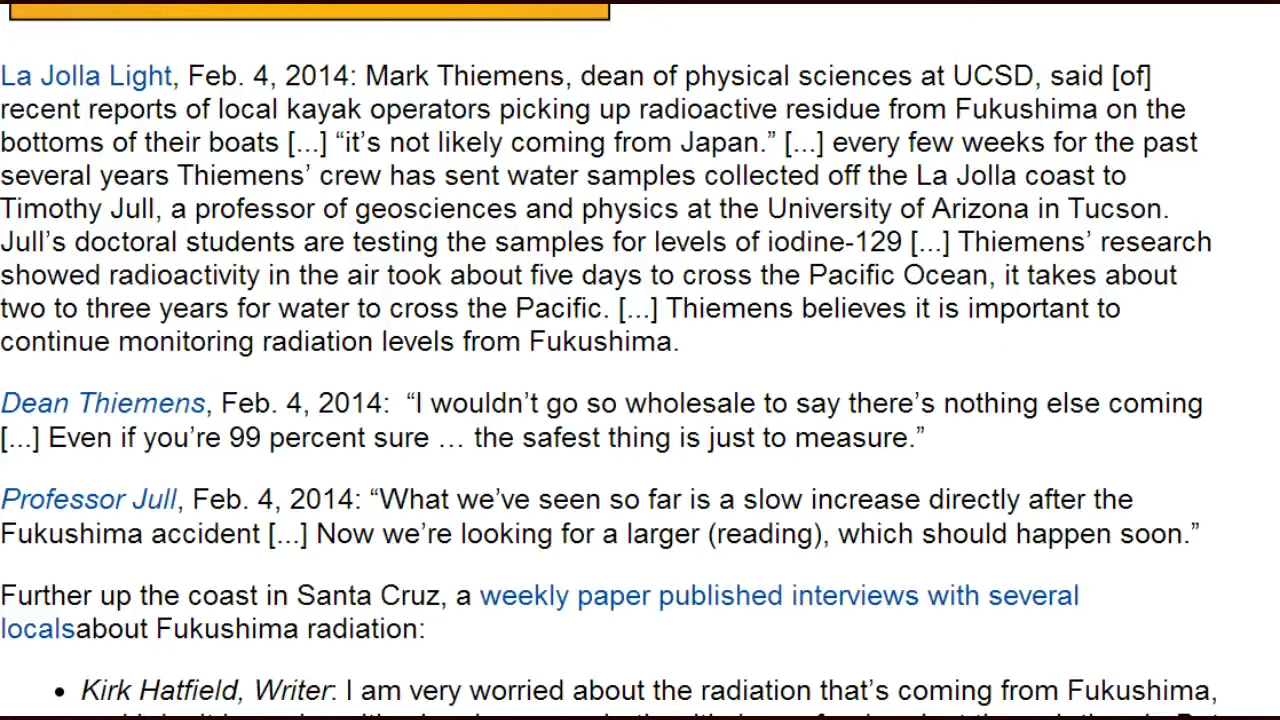 La Jolla Light, Feb. 4, 2014: Mark Thiemens, dean of physical sciences at UCSD, said [of]
recent reports of local kayak operators picking up radioactive residue from Fukushima on the
bottoms of their boats [...] “it’s not likely coming from Japan.” [...] every few weeks for the past
several years Thiemens’ crew has sent water samples collected off the La Jolla coast to
Timothy Jull, a professor of geosciences and physics at the University of Arizona in Tucson.
Jull’s doctoral students are testing the samples for levels of iodine-129 [...] Thiemens’ research
showed radioactivity in the air took about five days to cross the Pacific Ocean, it takes about
two to three years for water to cross the Pacific. [...] Thiemens believes it is important to
continue monitoring radiation levels from Fukushima.
Dean Thiemens, Feb. 4, 2014:  “I wouldn’t go so wholesale to say there’s nothing else coming
[...] Even if you’re 99 percent sure … the safest thing is just to measure.”
Professor Jull, Feb. 4, 2014: “What we’ve seen so far is a slow increase directly after the
Fukushima accident [...] Now we’re looking for a larger (reading), which should happen soon.”
Further up the coast in Santa Cruz, a weekly paper published interviews with several
localsabout Fukushima radiation:
• Kirk Hatfield, Writer: I am very worried about the radiation that’s coming from Fukushima,